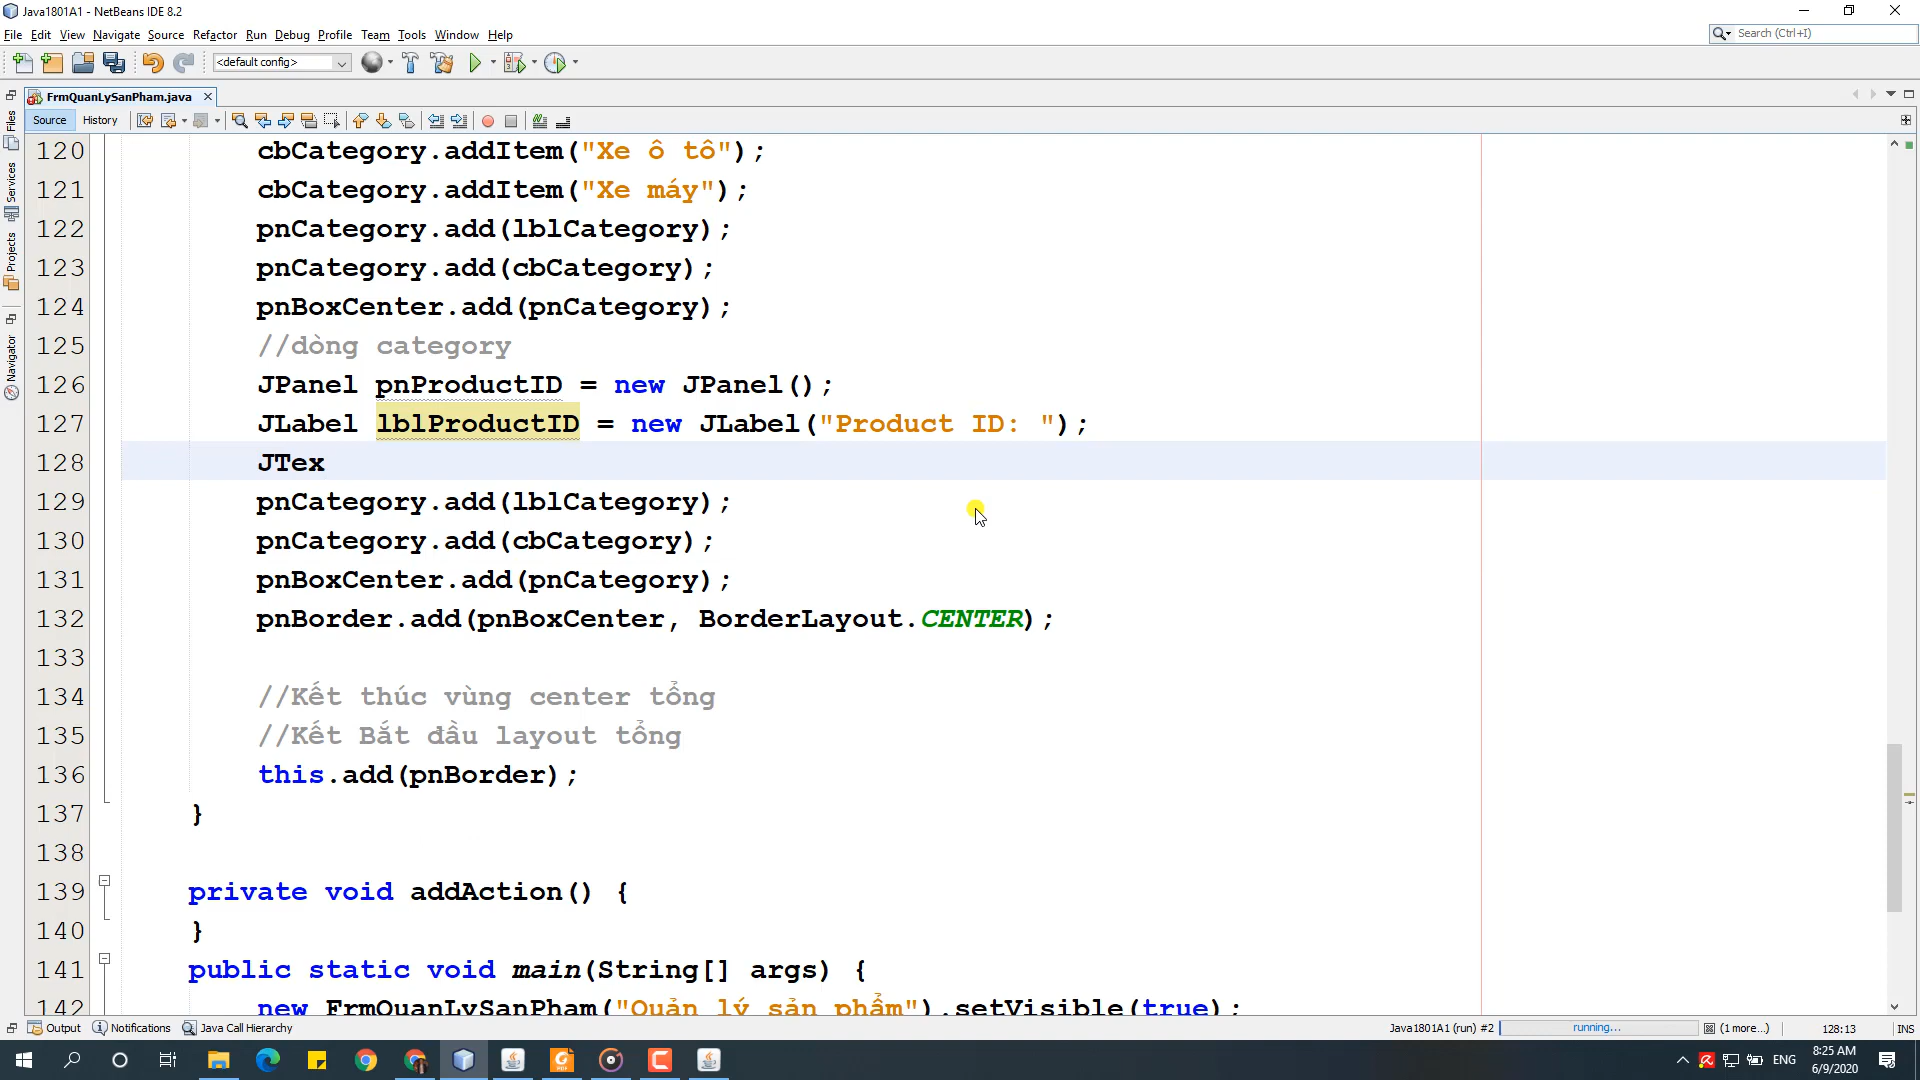 Java1801A1 - NetBeans IDE 8.2
File Edit View Navigate Source Refactor Run Debug Profile Team Tools Window Help
Search (Ctrl+I)
<default config>
FrmQuanLySanPham.java
Source History
Files
Services
Projects
Navigator
120 cbCategory.addItem("Xe ô tô");
121 cbCategory.addItem("Xe máy");
122 pnCategory.add(lblCategory);
123 pnCategory.add(cbCategory);
124 pnBoxCenter.add(pnCategory);
125 //dòng category
126 JPanel pnProductID = new JPanel();
127 JLabel lblProductID = new JLabel("Product ID: ");
128 JTex
129 pnCategory.add(lblCategory);
130 pnCategory.add(cbCategory);
131 pnBoxCenter.add(pnCategory);
132 pnBorder.add(pnBoxCenter, BorderLayout.CENTER);
133
134 //Kết thúc vùng center tổng
135 //Kết Bắt đầu layout tổng
136 this.add(pnBorder);
137 }
138
139 private void addAction() {
140 }
141 public static void main(String[] args) {
142 new FrmQuanLySanPham("Quản lý sản phẩm").setVisible(true);
Output Notifications Java Call Hierarchy
Java1801A1 (run) #2 running... (1 more...) 128:13 INS
ENG
8:25 AM
6/9/2020